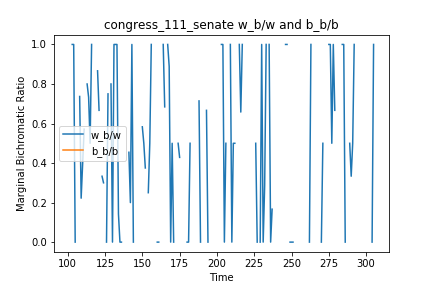 congress_111_senate w_b/w and b_b/b
Marginal Bichromatic Ratio
1.0
0.8
0.6
0.4
0.2
0.0
w_b/w
b_b/b
100 125 150 175 200 225 250 275 300
Time